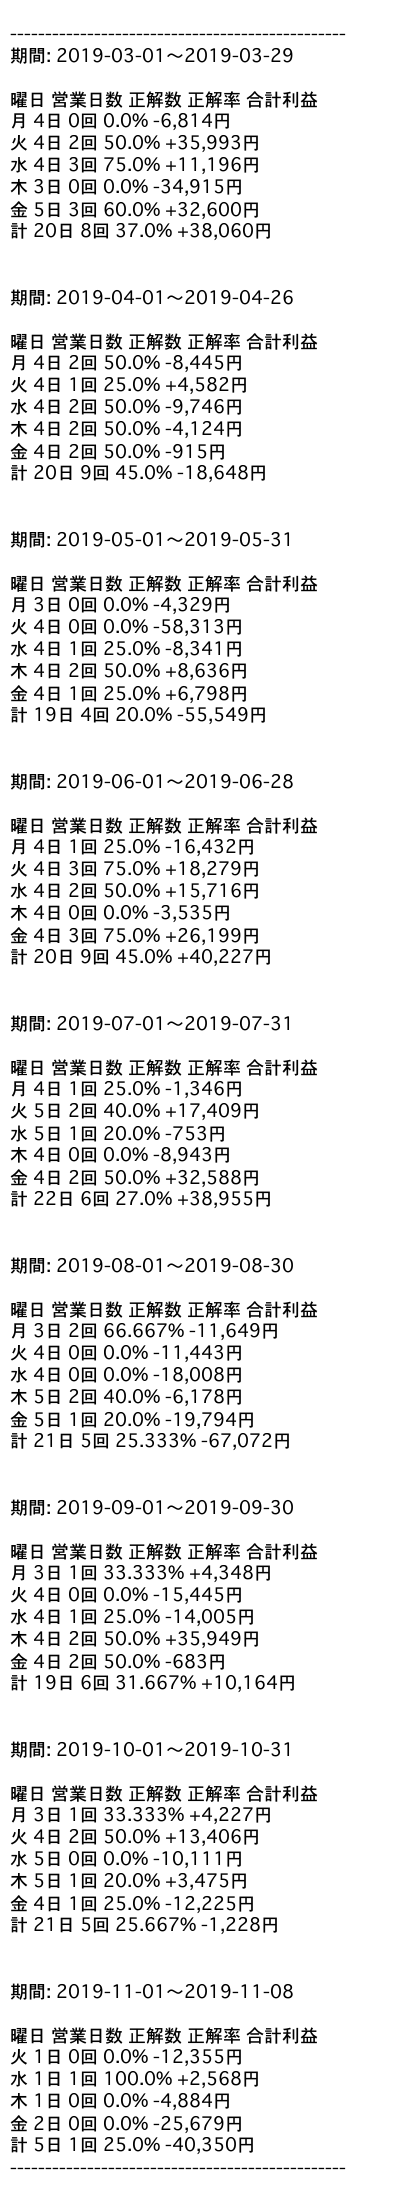 ------------------------------------------------
期間: 2019-03-01〜2019-03-29
曜日 営業日数 正解数 正解率 合計利益
月 4日 0回 0.0% -6,814円
火 4日 2回 50.0% +35,993円
水 4日 3回 75.0% +11,196円
木 3日 0回 0.0% -34,915円
金 5日 3回 60.0% +32,600円
計 20日 8回 37.0% +38,060円
期間: 2019-04-01〜2019-04-26
曜日 営業日数 正解数 正解率 合計利益
月 4日 2回 50.0% -8,445円
火 4日 1回 25.0% +4,582円
水 4日 2回 50.0% -9,746円
木 4日 2回 50.0% -4,124円
金 4日 2回 50.0% -915円
計 20日 9回 45.0% -18,648円
期間: 2019-05-01〜2019-05-31
曜日 営業日数 正解数 正解率 合計利益
月 3日 0回 0.0% -4,329円
火 4日 0回 0.0% -58,313円
水 4日 1回 25.0% -8,341円
木 4日 2回 50.0% +8,636円
金 4日 1回 25.0% +6,798円
計 19日 4回 20.0% -55,549円
期間: 2019-06-01〜2019-06-28
曜日 営業日数 正解数 正解率 合計利益
月 4日 1回 25.0% -16,432円
火 4日 3回 75.0% +18,279円
水 4日 2回 50.0% +15,716円
木 4日 0回 0.0% -3,535円
金 4日 3回 75.0% +26,199円
計 20日 9回 45.0% +40,227円
期間: 2019-07-01〜2019-07-31
曜日 営業日数 正解数 正解率 合計利益
月 4日 1回 25.0% -1,346円
火 5日 2回 40.0% +17,409円
水 5日 1回 20.0% -753円
木 4日 0回 0.0% -8,943円
金 4日 2回 50.0% +32,588円
計 22日 6回 27.0% +38,955円
期間: 2019-08-01〜2019-08-30
曜日 営業日数 正解数 正解率 合計利益
月 3日 2回 66.667% -11,649円
火 4日 0回 0.0% -11,443円
水 4日 0回 0.0% -18,008円
木 5日 2回 40.0% -6,178円
金 5日 1回 20.0% -19,794円
計 21日 5回 25.333% -67,072円
期間: 2019-09-01〜2019-09-30
曜日 営業日数 正解数 正解率 合計利益
月 3日 1回 33.333% +4,348円
火 4日 0回 0.0% -15,445円
水 4日 1回 25.0% -14,005円
木 4日 2回 50.0% +35,949円
金 4日 2回 50.0% -683円
計 19日 6回 31.667% +10,164円
期間: 2019-10-01〜2019-10-31
曜日 営業日数 正解数 正解率 合計利益
月 3日 1回 33.333% +4,227円
火 4日 2回 50.0% +13,406円
水 5日 0回 0.0% -10,111円
木 5日 1回 20.0% +3,475円
金 4日 1回 25.0% -12,225円
計 21日 5回 25.667% -1,228円
期間: 2019-11-01〜2019-11-08
曜日 営業日数 正解数 正解率 合計利益
火 1日 0回 0.0% -12,355円
水 1日 1回 100.0% +2,568円
木 1日 0回 0.0% -4,884円
金 2日 0回 0.0% -25,679円
計 5日 1回 25.0% -40,350円
------------------------------------------------